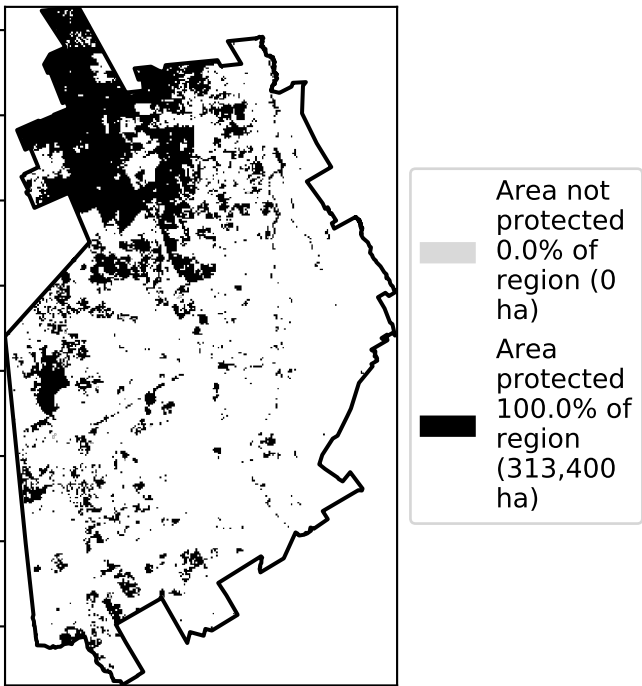 Area not
protected
0.0% of
region (0
ha)
Area
protected
100.0% of
region
(313,400
ha)